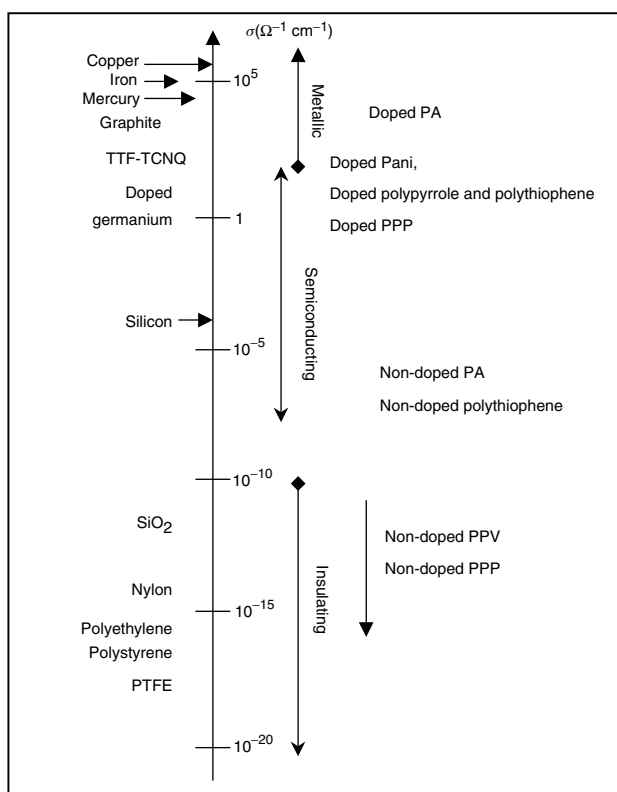 σ(Ω⁻¹ cm⁻¹)
Copper
Iron
10⁵
Mercury
Graphite
Metallic
Doped PA
TTF-TCNQ
Doped Pani,
Doped
germanium
Doped polypyrrole and polythiophene
1
Doped PPP
Semiconducting
Silicon
10⁻⁵
Non-doped PA
Non-doped polythiophene
10⁻¹⁰
SiO₂
Non-doped PPV
Non-doped PPP
Insulating
Nylon
10⁻¹⁵
Polyethylene
Polystyrene
PTFE
10⁻²⁰